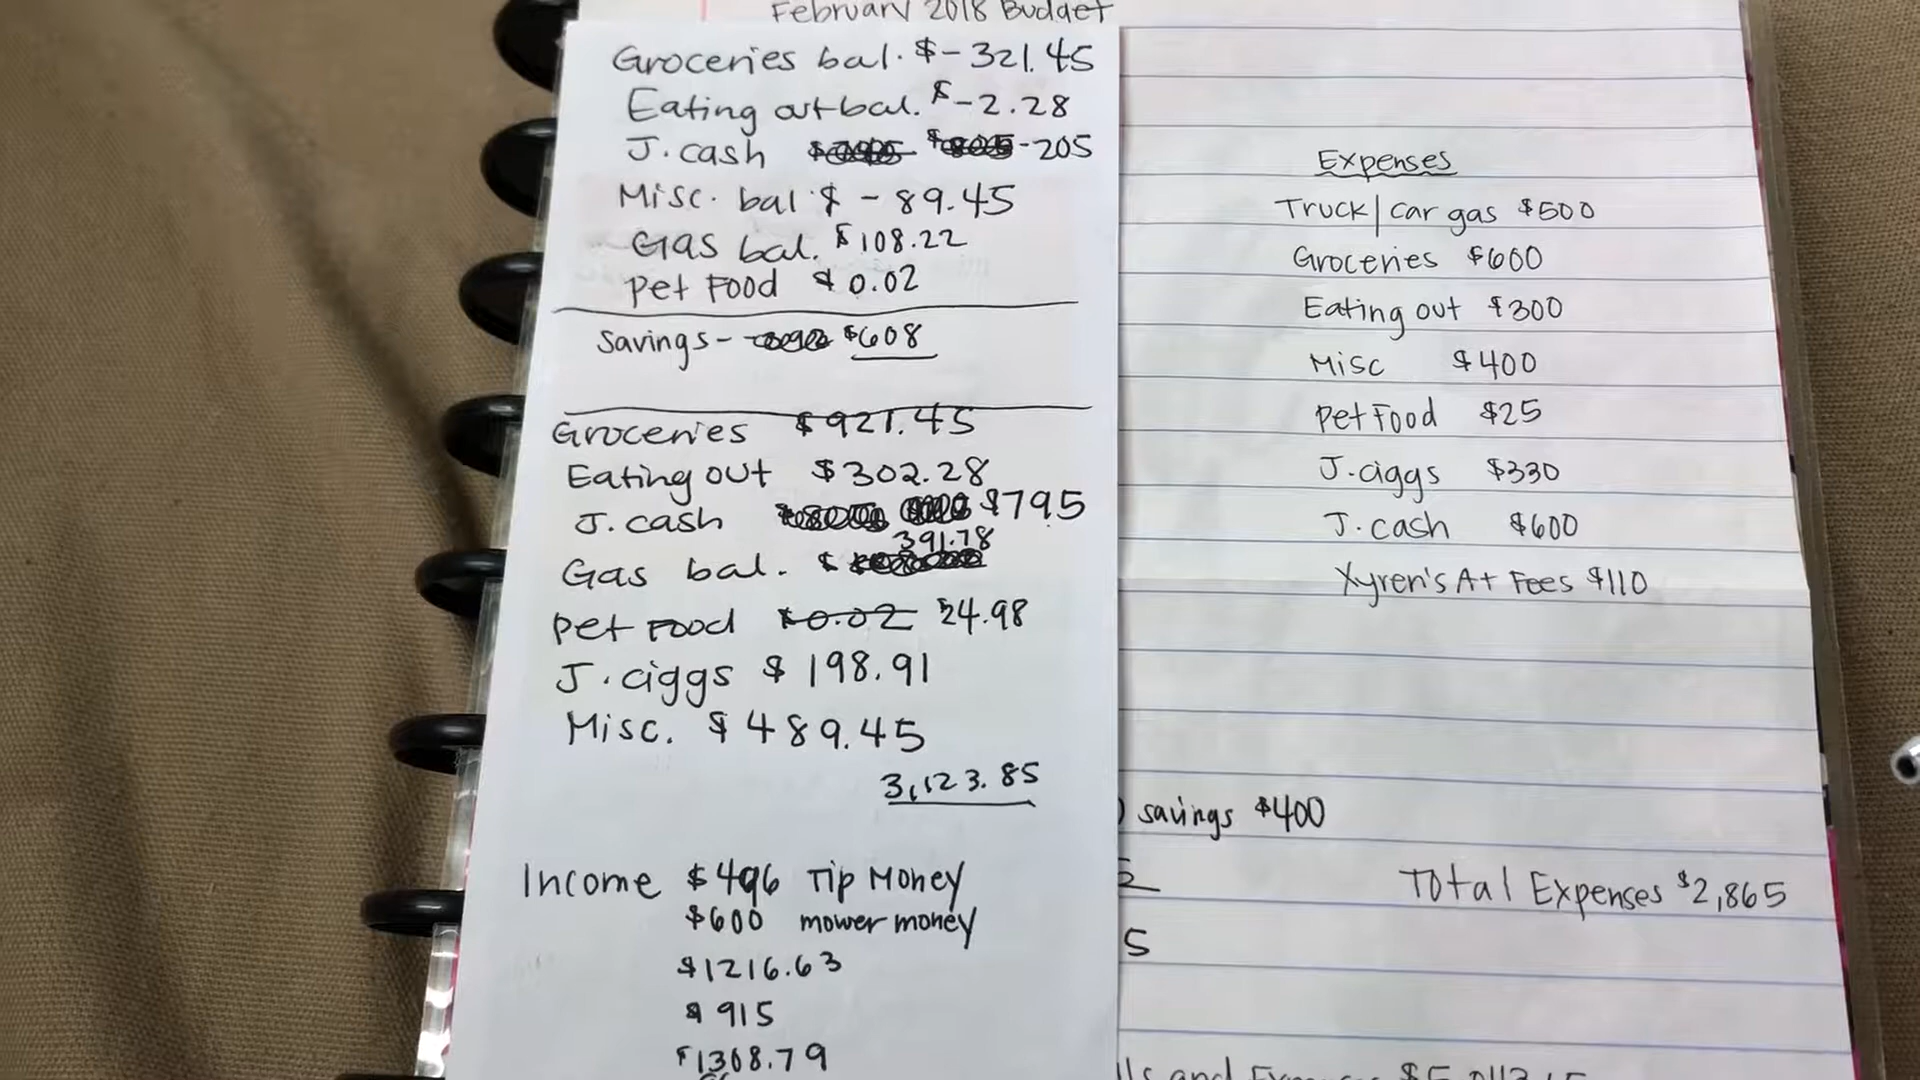 February 2018 Budget
Groceries bal. $-321.45
Eating out bal. $-2.28
J. cash -205
Misc. bal $ - 89.45
Gas bal. $108.22
Pet Food $ 0.02
Savings- $608
Groceries $921.45
Eating out $302.28
J. cash $795
391.78
Gas bal. $
Pet Food $0.02 24.98
J. ciggs $ 198.91
Misc. $489.45
3,123.85
Income $496 Tip Money
$600 mower money
$1216.63
$915
$1308.79
Expenses
Truck/car gas $500
Groceries $600
Eating out $300
Misc $400
Pet Food $25
J. ciggs $330
J. cash $600
Xyren's A+ Fees $110
) savings $400
5
Total Expenses $2,865